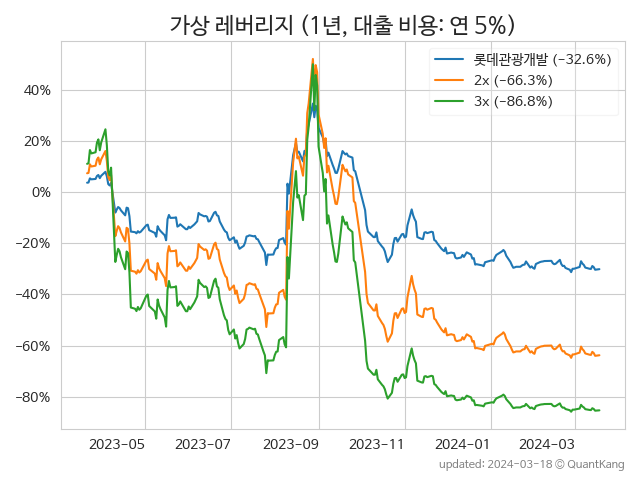 가상 레버리지 (1년, 대출 비용: 연 5%)
롯데관광개발 (−32.6%)
2x (−66.3%)
3x (−86.8%)
40%
20%
0%
−20%
−40%
−60%
−80%
2023-05 2023-07 2023-09 2023-11 2024-01 2024-03
updated: 2024-03-18 © QuantKang